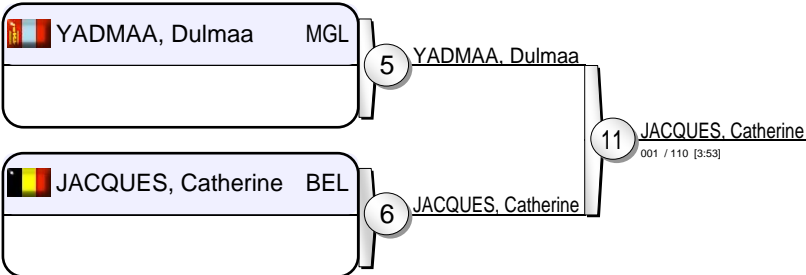 YADMAA, Dulmaa MGL
5
YADMAA, Dulmaa
11
JACQUES, Catherine
001 / 110 [3:53]
JACQUES, Catherine BEL
6
JACQUES, Catherine